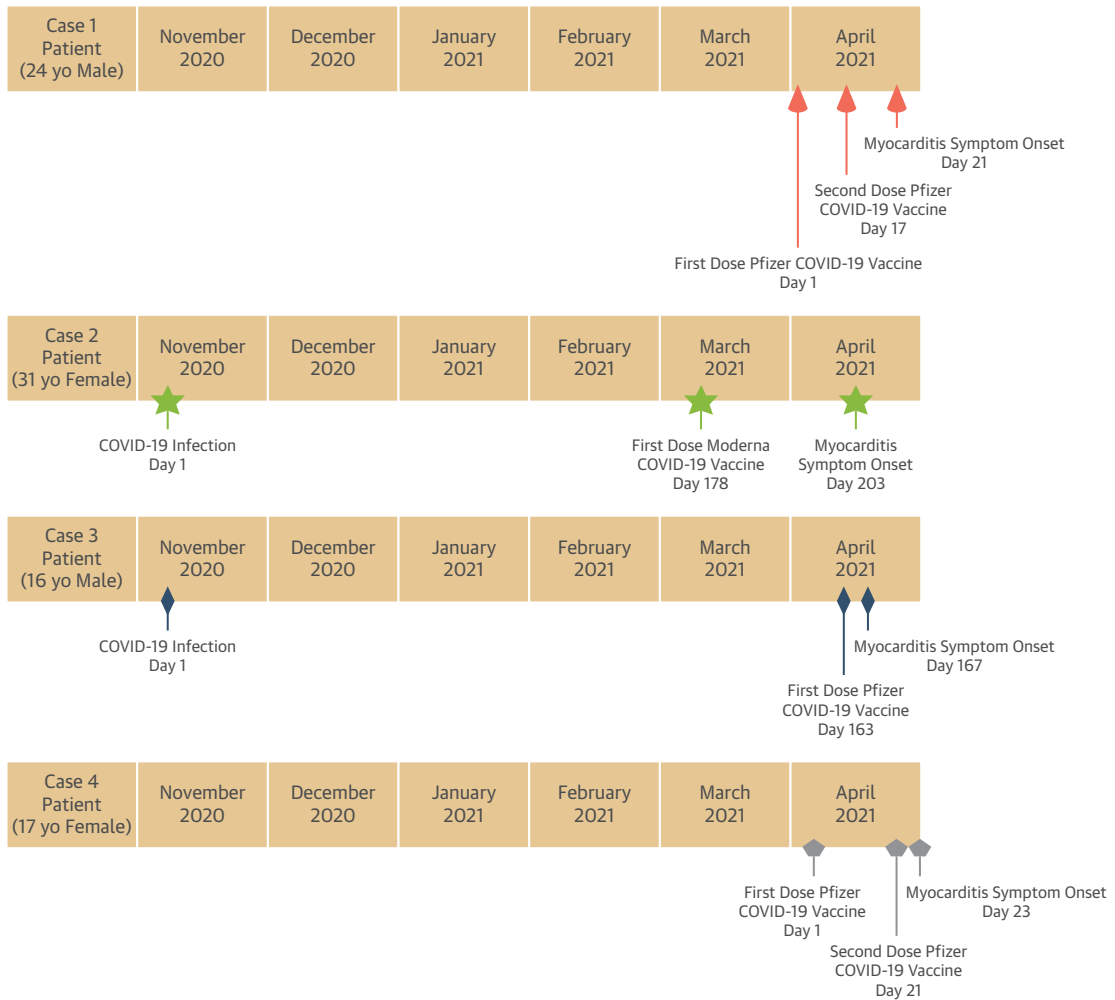 Case 1
Patient
(24 yo Male)
November
2020
December
2020
January
2021
February
2021
March
2021
April
2021
Myocarditis Symptom Onset
Day 21
Second Dose Pfizer
COVID-19 Vaccine
Day 17
First Dose Pfizer COVID-19 Vaccine
Day 1
Case 2
Patient
(31 yo Female)
November
2020
December
2020
January
2021
February
2021
March
2021
April
2021
COVID-19 Infection
Day 1
First Dose Moderna
COVID-19 Vaccine
Day 178
Myocarditis
Symptom Onset
Day 203
Case 3
Patient
(16 yo Male)
November
2020
December
2020
January
2021
February
2021
March
2021
April
2021
COVID-19 Infection
Day 1
Myocarditis Symptom Onset
Day 167
First Dose Pfizer
COVID-19 Vaccine
Day 163
Case 4
Patient
(17 yo Female)
November
2020
December
2020
January
2021
February
2021
March
2021
April
2021
First Dose Pfizer
COVID-19 Vaccine
Day 1
Myocarditis Symptom Onset
Day 23
Second Dose Pfizer
COVID-19 Vaccine
Day 21